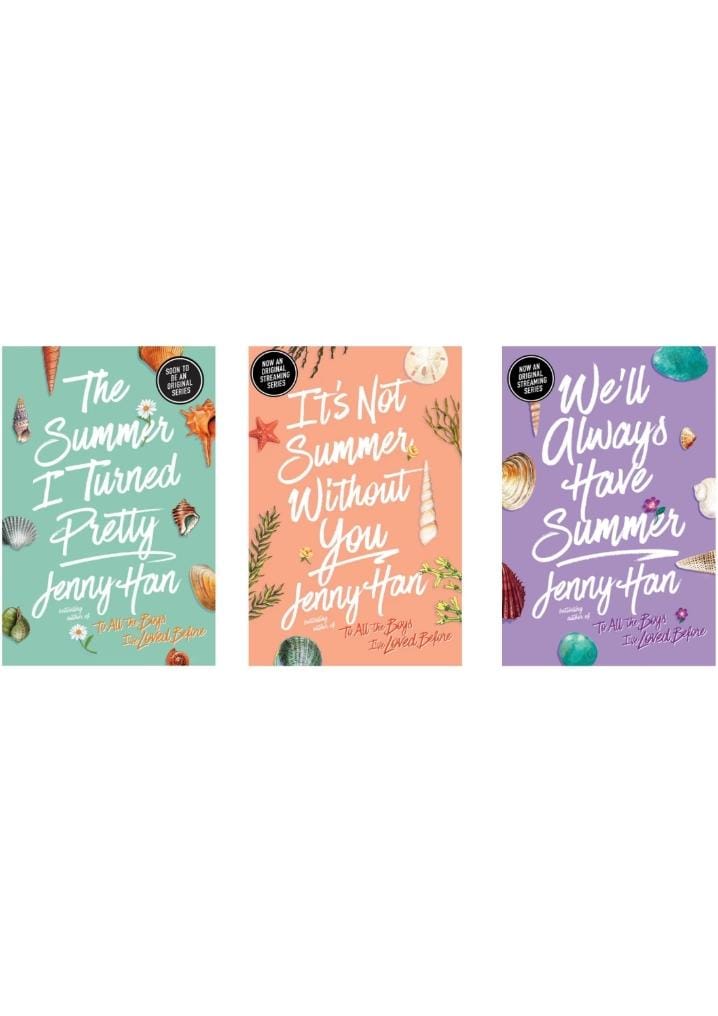 SOON TO
BE AN
ORIGINAL
SERIES
The
Summer
I Turned
Pretty
Jenny Han
bestselling
author of
To All the Boys
I've Loved Before
NOW AN
ORIGINAL
STREAMING
SERIES
It's Not
Summer
Without
You
Jenny Han
bestselling
author of
To All the Boys
I've Loved Before
NOW AN
ORIGINAL
STREAMING
SERIES
We'll
Always
Have
Summer
Jenny Han
bestselling
author of
To All the Boys
I've Loved Before